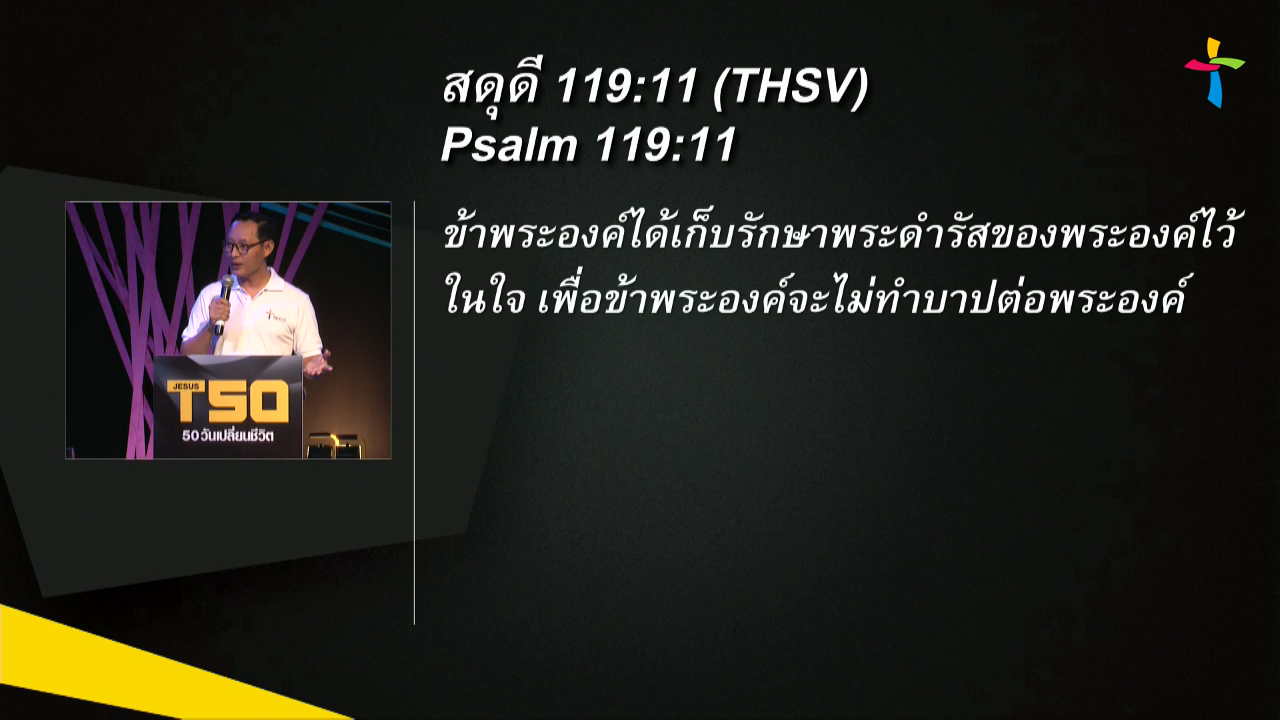 สดุดี 119:11 (THSV)
Psalm 119:11
ข้าพระองค์ได้เก็บรักษาพระดำรัสของพระองค์ไว้
ในใจ เพื่อข้าพระองค์จะไม่ทำบาปต่อพระองค์
JESUS
T50
50 วันเปลี่ยนชีวิต